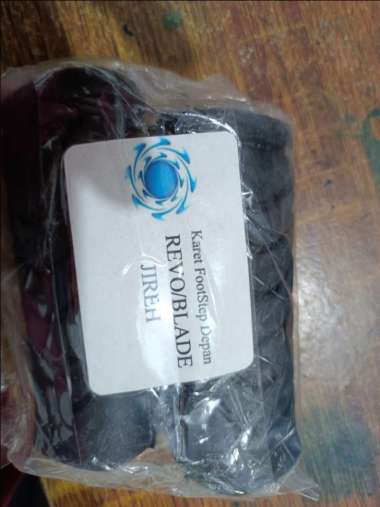 Karet FootStep Depan
REVO/BLADE
JIREH